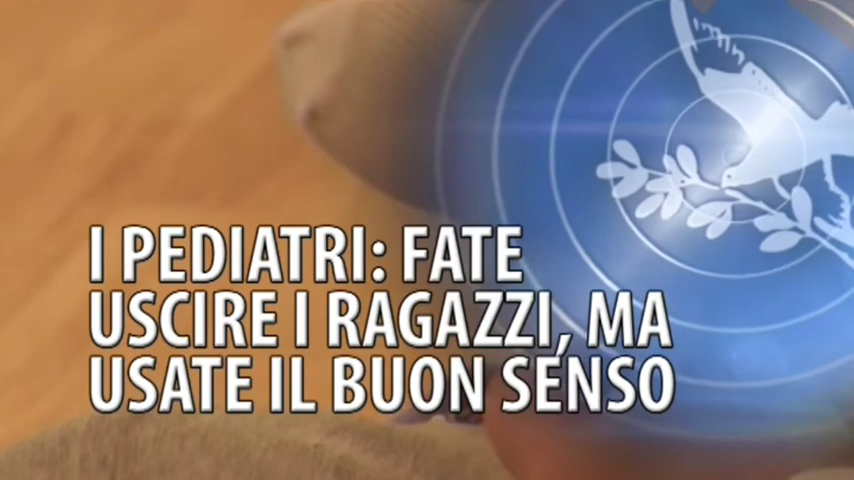 I PEDIATRI: FATE
USCIRE I RAGAZZI, MA
USATE IL BUON SENSO